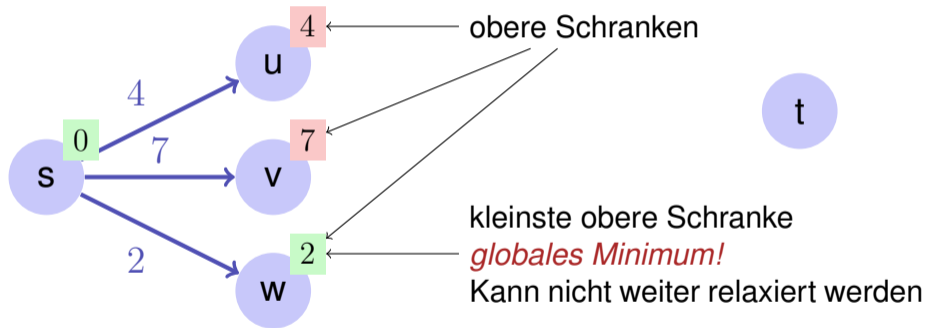 4
u
obere Schranken
4
0
7
7
s
v
t
2
2
w
kleinste obere Schranke
globales Minimum!
Kann nicht weiter relaxiert werden